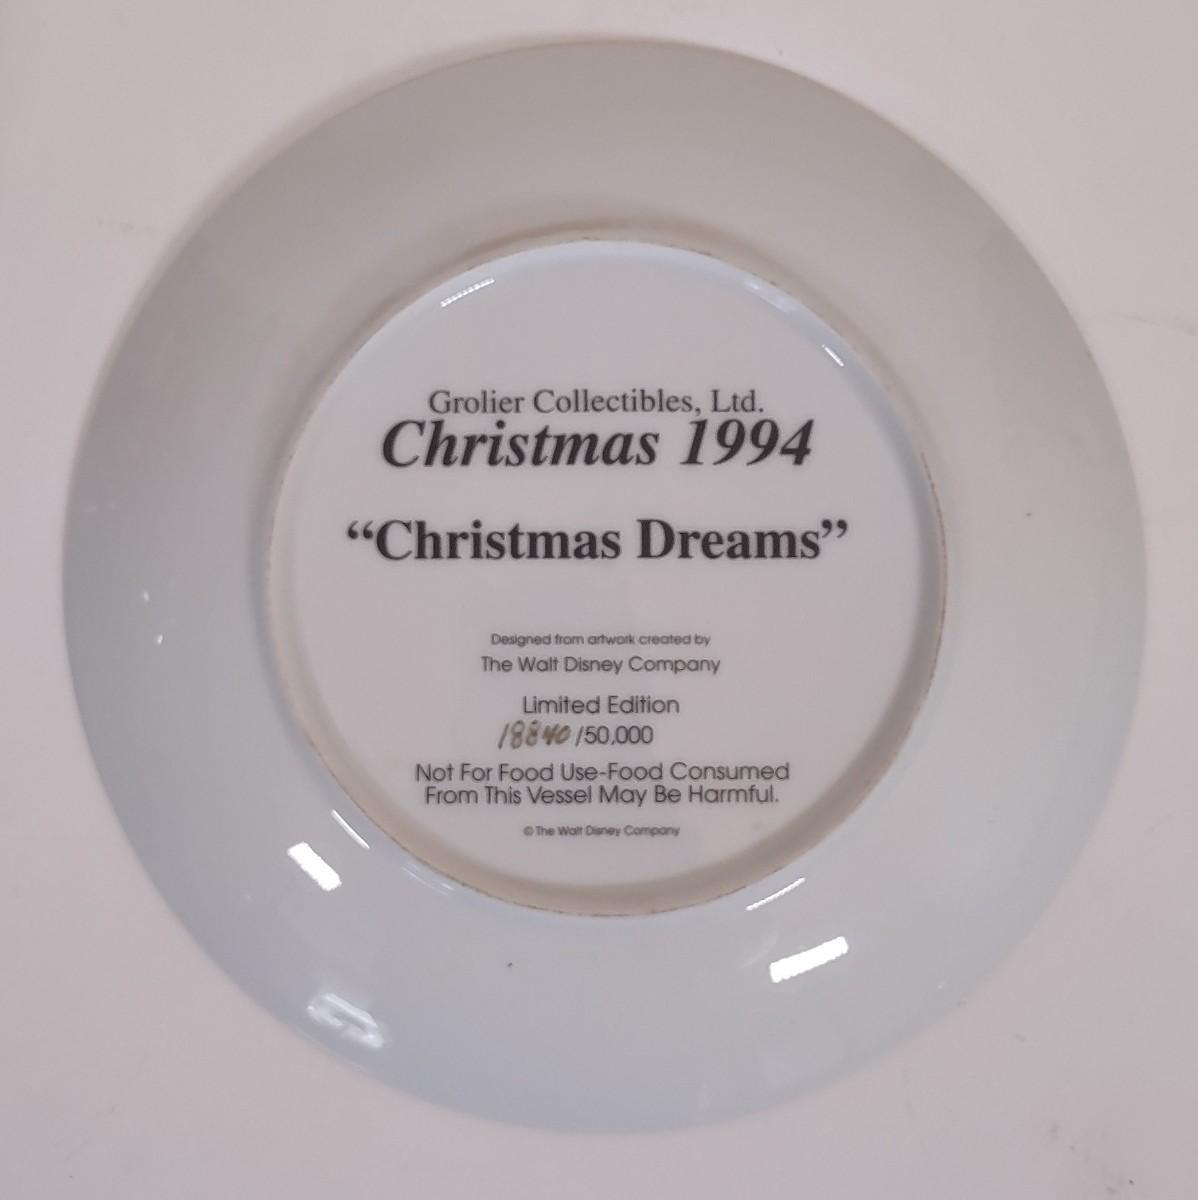 Grolier Collectibles, Ltd.
Christmas 1994
“Christmas Dreams”
Designed from artwork created by
The Walt Disney Company
Limited Edition
18840/50,000
Not For Food Use-Food Consumed
From This Vessel May Be Harmful.
© The Walt Disney Company